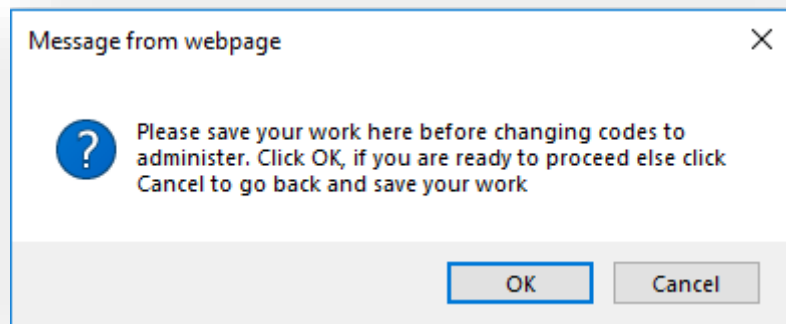 Message from webpage
Please save your work here before changing codes to
administer. Click OK, if you are ready to proceed else click
Cancel to go back and save your work
OK
Cancel